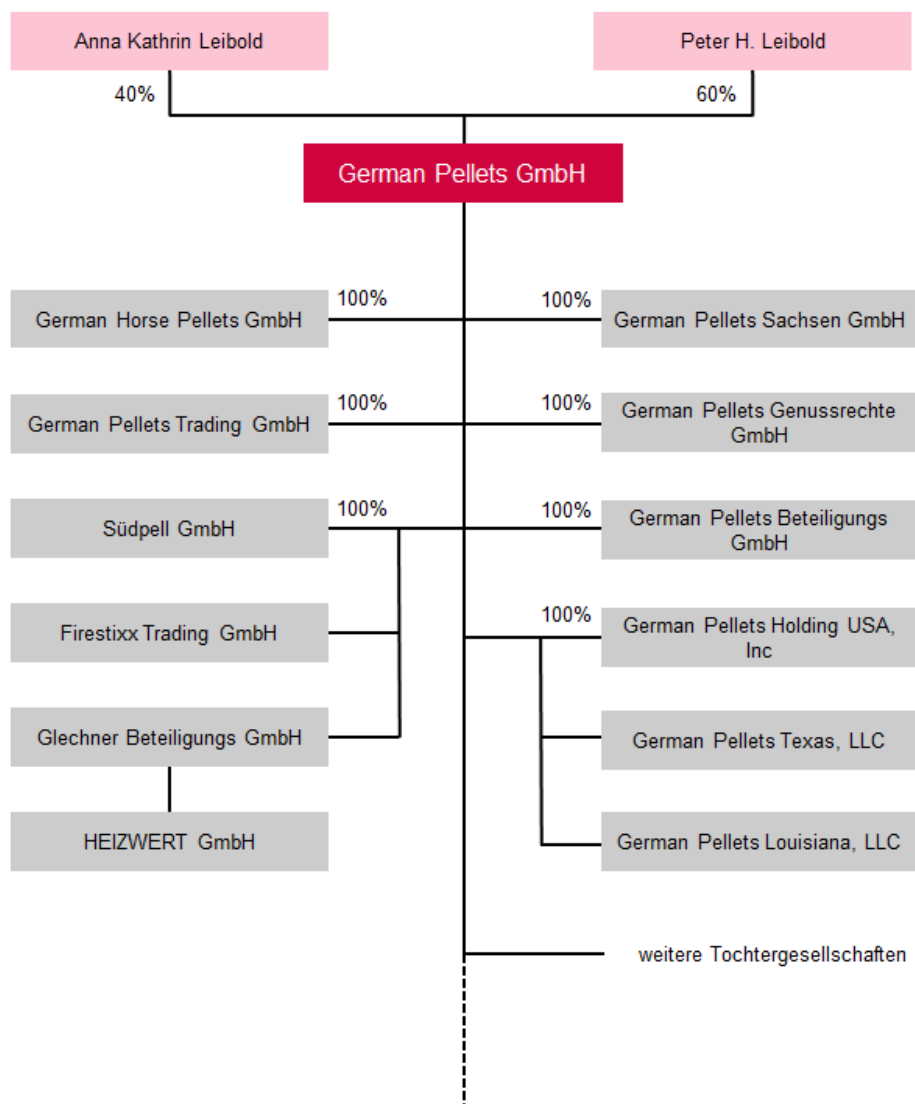 Anna Kathrin Leibold
Peter H. Leibold
40%
60%
German Pellets GmbH
100%
100%
German Horse Pellets GmbH
German Pellets Sachsen GmbH
100%
100%
German Pellets Trading GmbH
German Pellets Genussrechte
GmbH
100%
100%
Südpell GmbH
German Pellets Beteiligungs
GmbH
100%
Firestixx Trading GmbH
German Pellets Holding USA,
Inc
Glechner Beteiligungs GmbH
German Pellets Texas, LLC
HEIZWERT GmbH
German Pellets Louisiana, LLC
weitere Tochtergesellschaften